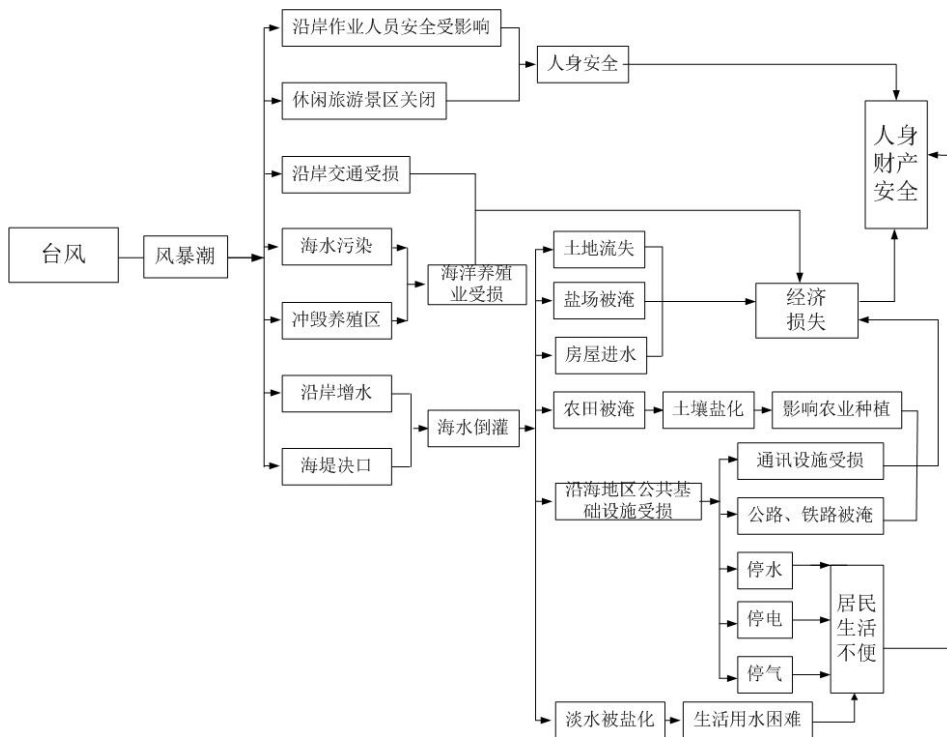 沿岸作业人员安全受影响
人身安全
休闲旅游景区关闭
人身
财产
安全
沿岸交通受损
台风
风暴潮
海水污染
海洋养殖
业受损
土地流失
盐场被淹
经济
损失
冲毁养殖区
房屋进水
沿岸增水
海水倒灌
农田被淹
土壤盐化
影响农业种植
海堤决口
通讯设施受损
沿海地区公共基
础设施受损
公路、铁路被淹
停水
居民
生活
不便
停电
停气
淡水被盐化
生活用水困难